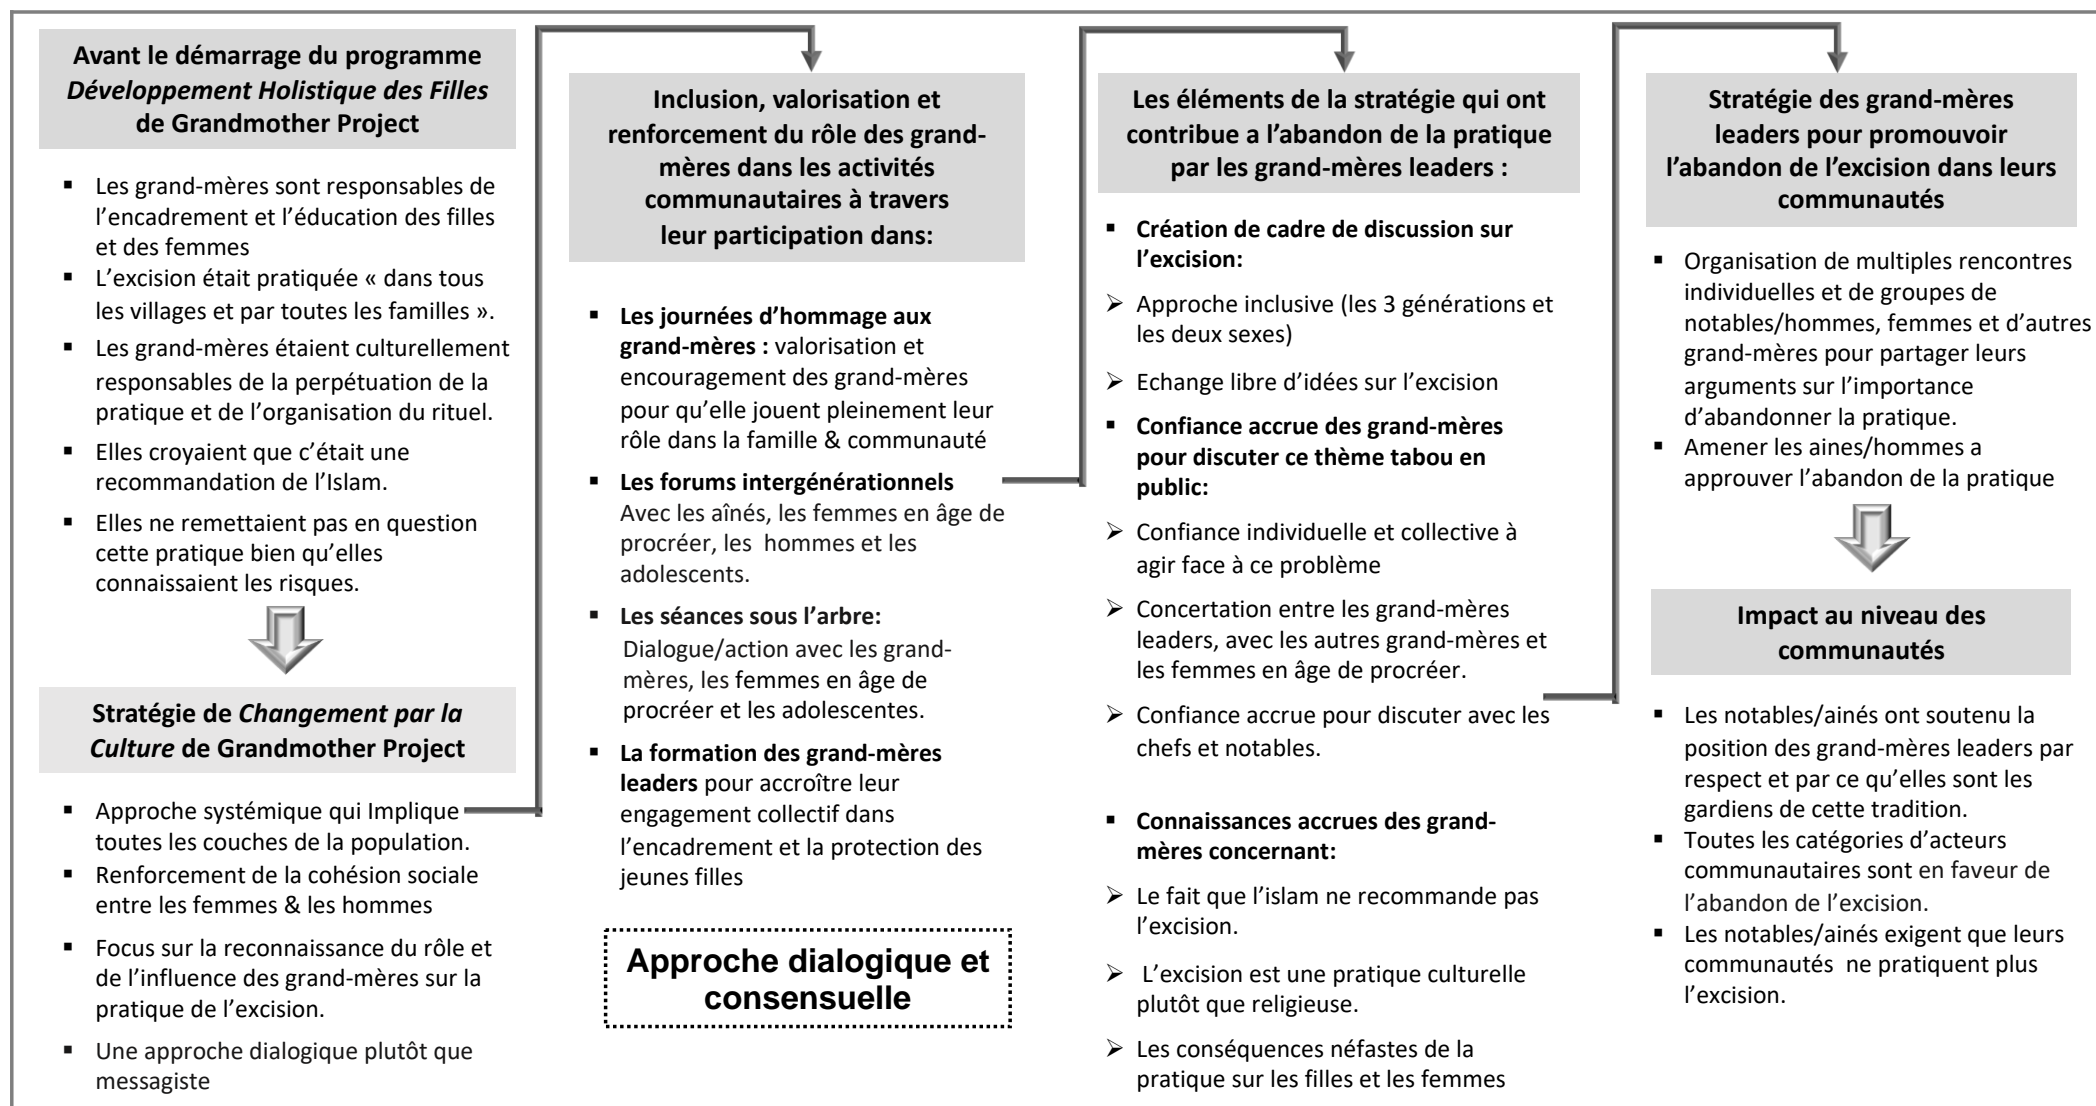 Avant le démarrage du programme
Développement Holistique des Filles
de Grandmother Project
▪ Les grand-mères sont responsables de
l’encadrement et l’éducation des filles
et des femmes
▪ L’excision était pratiquée « dans tous
les villages et par toutes les familles ».
▪ Les grand-mères étaient culturellement
responsables de la perpétuation de la
pratique et de l’organisation du rituel.
▪ Elles croyaient que c’était une
recommandation de l’Islam.
▪ Elles ne remettaient pas en question
cette pratique bien qu’elles
connaissaient les risques.
Stratégie de Changement par la
Culture de Grandmother Project
▪ Approche systémique qui Implique
toutes les couches de la population.
▪ Renforcement de la cohésion sociale
entre les femmes & les hommes
▪ Focus sur la reconnaissance du rôle et
de l’influence des grand-mères sur la
pratique de l’excision.
▪ Une approche dialogique plutôt que
messagiste
Inclusion, valorisation et
renforcement du rôle des grand-
mères dans les activités
communautaires à travers
leur participation dans:
▪ Les journées d’hommage aux
grand-mères : valorisation et
encouragement des grand-mères
pour qu’elle jouent pleinement leur
rôle dans la famille & communauté
▪ Les forums intergénérationnels
Avec les aînés, les femmes en âge de
procréer, les hommes et les
adolescents.
▪ Les séances sous l’arbre:
Dialogue/action avec les grand-
mères, les femmes en âge de
procréer et les adolescentes.
▪ La formation des grand-mères
leaders pour accroître leur
engagement collectif dans
l’encadrement et la protection des
jeunes filles
Approche dialogique et
consensuelle
Les éléments de la stratégie qui ont
contribue a l’abandon de la pratique
par les grand-mères leaders :
▪ Création de cadre de discussion sur
l’excision:
➢ Approche inclusive (les 3 générations et
les deux sexes)
➢ Echange libre d’idées sur l’excision
▪ Confiance accrue des grand-mères
pour discuter ce thème tabou en
public:
➢ Confiance individuelle et collective à
agir face à ce problème
➢ Concertation entre les grand-mères
leaders, avec les autres grand-mères et
les femmes en âge de procréer.
➢ Confiance accrue pour discuter avec les
chefs et notables.
▪ Connaissances accrues des grand-
mères concernant:
➢ Le fait que l’islam ne recommande pas
l’excision.
➢ L’excision est une pratique culturelle
plutôt que religieuse.
➢ Les conséquences néfastes de la
pratique sur les filles et les femmes
Stratégie des grand-mères
leaders pour promouvoir
l’abandon de l’excision dans leurs
communautés
▪ Organisation de multiples rencontres
individuelles et de groupes de
notables/hommes, femmes et d’autres
grand-mères pour partager leurs
arguments sur l’importance
d’abandonner la pratique.
▪ Amener les aines/hommes a
approuver l’abandon de la pratique
Impact au niveau des
communautés
▪ Les notables/ainés ont soutenu la
position des grand-mères leaders par
respect et par ce qu’elles sont les
gardiens de cette tradition.
▪ Toutes les catégories d’acteurs
communautaires sont en faveur de
l’abandon de l’excision.
▪ Les notables/ainés exigent que leurs
communautés ne pratiquent plus
l’excision.